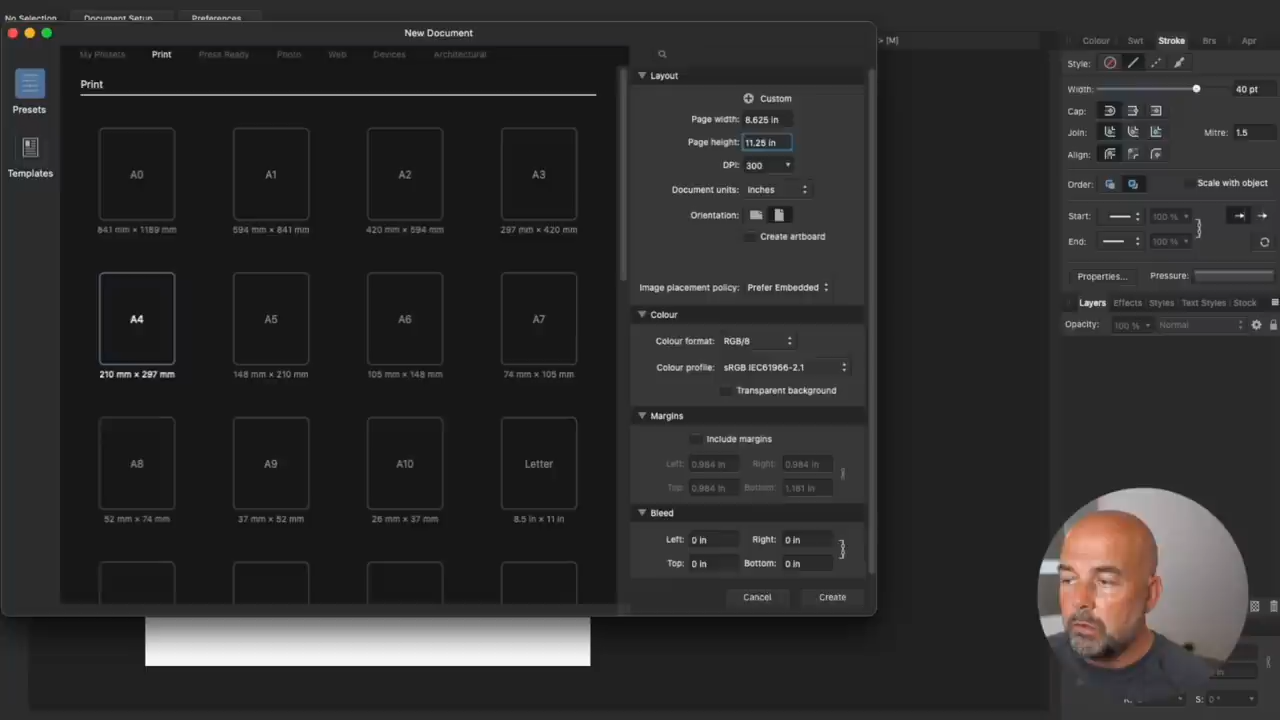 No Selection Document Setup Preferences
New Document
> [M]
My Presets Print Press Ready Photo Web Devices Architectural
Presets
Templates
Print
A0 A1 A2 A3
841 mm × 1189 mm 594 mm × 841 mm 420 mm × 594 mm 297 mm × 420 mm
A4 A5 A6 A7
210 mm × 297 mm 148 mm × 210 mm 105 mm × 148 mm 74 mm × 105 mm
A8 A9 A10 Letter
52 mm × 74 mm 37 mm × 52 mm 26 mm × 37 mm 8.5 in × 11 in
Layout
Custom
Page width: 8.625 in
Page height: 11.25 in
DPI: 300
Document units: Inches
Orientation:
Create artboard
Image placement policy: Prefer Embedded
Colour
Colour format: RGB/8
Colour profile: sRGB IEC61966-2.1
Transparent background
Margins
Include margins
Left: 0.984 in Right: 0.984 in
Top: 0.984 in Bottom: 1.181 in
Bleed
Left: 0 in Right: 0 in
Top: 0 in Bottom: 0 in
Cancel Create
Colour Swt Stroke Brs Apr
Style:
Width: 40 pt
Cap:
Join: Mitre: 1.5
Align:
Order: Scale with object
Start: 100 %
End: 100 %
Properties... Pressure:
Layers Effects Styles Text Styles Stock
Opacity: 100 % Normal
in
S: 0 °